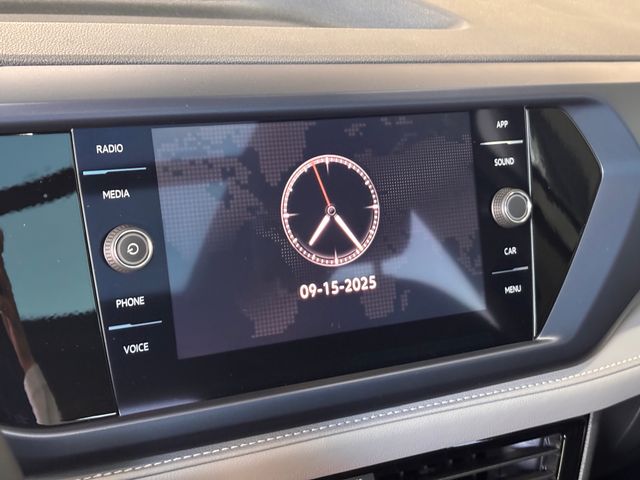 RADIO
MEDIA
PHONE
VOICE
09-15-2025
APP
SOUND
CAR
MENU